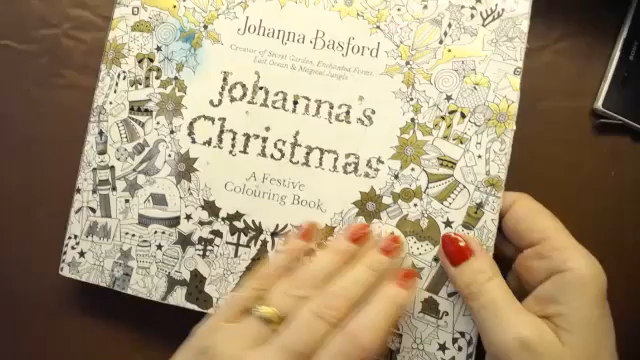 Johanna Basford
Creator of Secret Garden, Enchanted Forest
Lost Ocean & Magical Jungle
Johanna's
Christmas
A Festive
Colouring Book